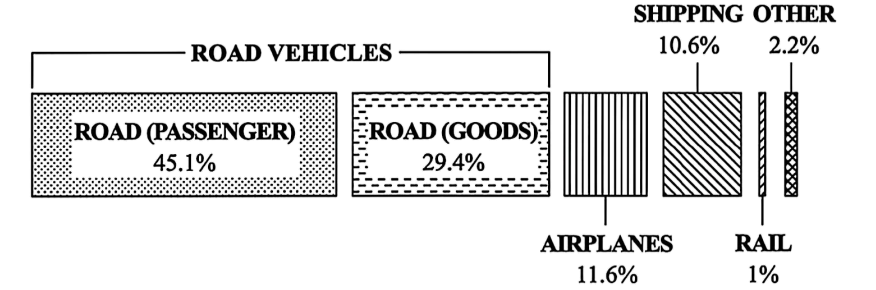 SHIPPING OTHER
10.6% 2.2%
ROAD VEHICLES
ROAD (PASSENGER)
45.1%
ROAD (GOODS)
29.4%
AIRPLANES
11.6%
RAIL
1%